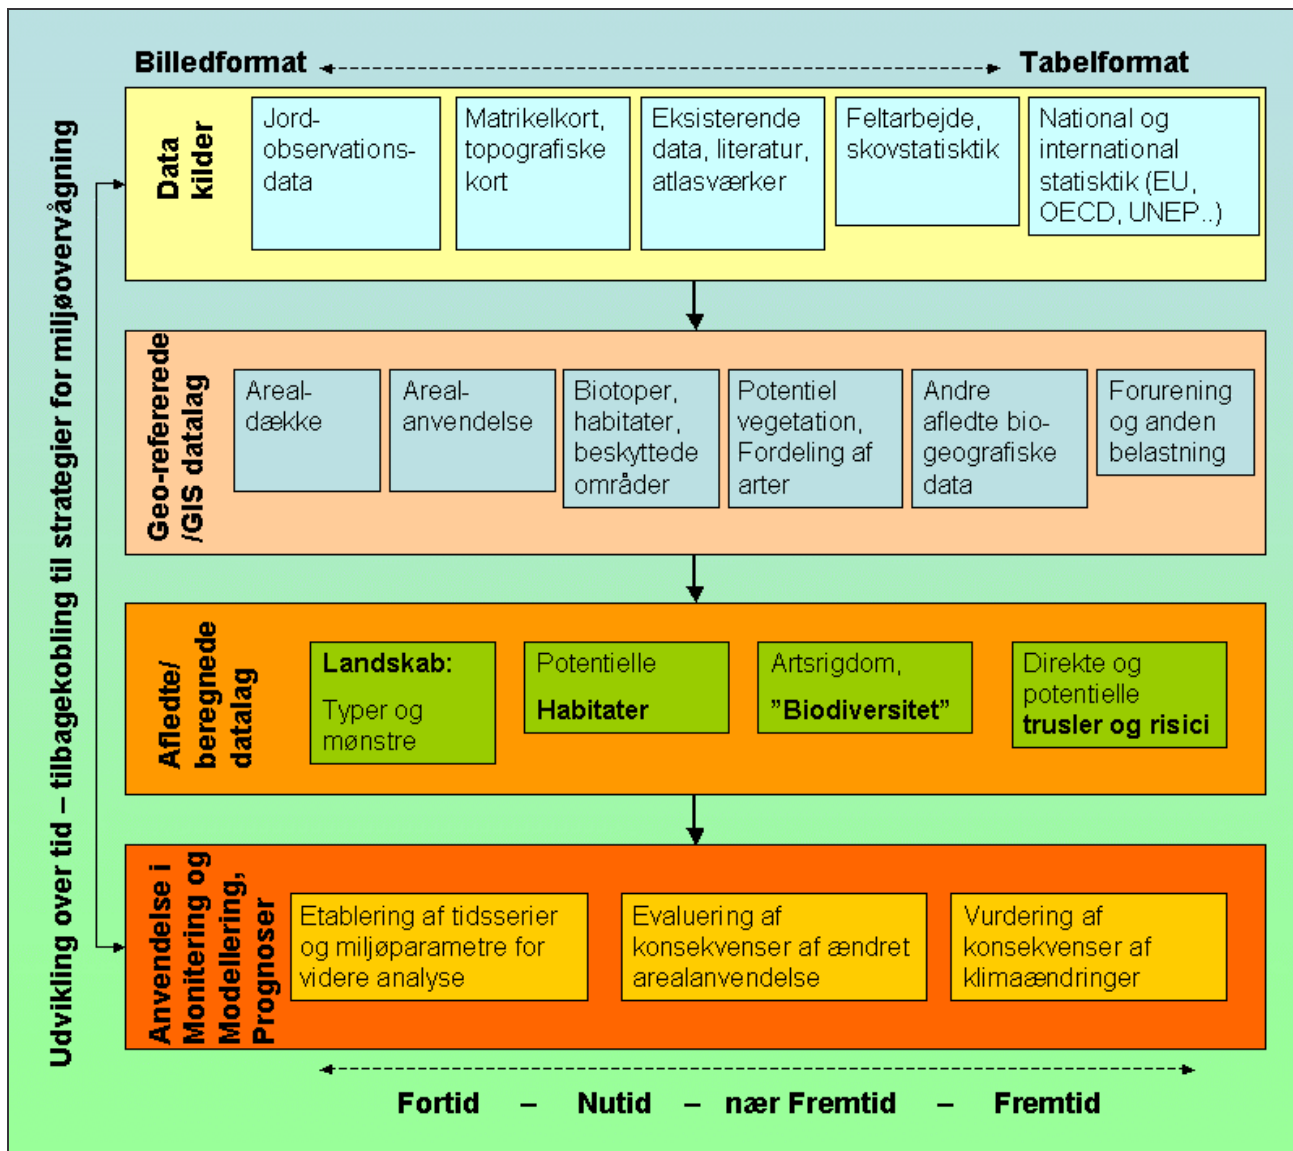 Billedformat
Tabelformat
Udvikling over tid – tilbagekobling til strategier for miljøovervågning
Data
kilder
Jord-
observations-
data
Matrikelkort,
topografiske
kort
Eksisterende
data, literatur,
atlasværker
Feltarbejde,
skovstatisktik
National og
international
statisktik (EU,
OECD, UNEP..)
Geo-refererede
/GIS datalag
Areal-
dække
Areal-
anvendelse
Biotoper,
habitater,
beskyttede
områder
Potentiel
vegetation,
Fordeling af
arter
Andre
afledte bio-
geografiske
data
Forurening
og anden
belastning
Afledte/
beregnede
datalag
Landskab:
Typer og
mønstre
Potentielle
Habitater
Artsrigdom,
”Biodiversitet”
Direkte og
potentielle
trusler og risici
Anvendelse i
Monitering og
Modellering,
Prognoser
Etablering af tidsserier
og miljøparametre for
videre analyse
Evaluering af
konsekvenser af ændret
arealanvendelse
Vurdering af
konsekvenser af
klimaændringer
Fortid – Nutid – nær Fremtid – Fremtid